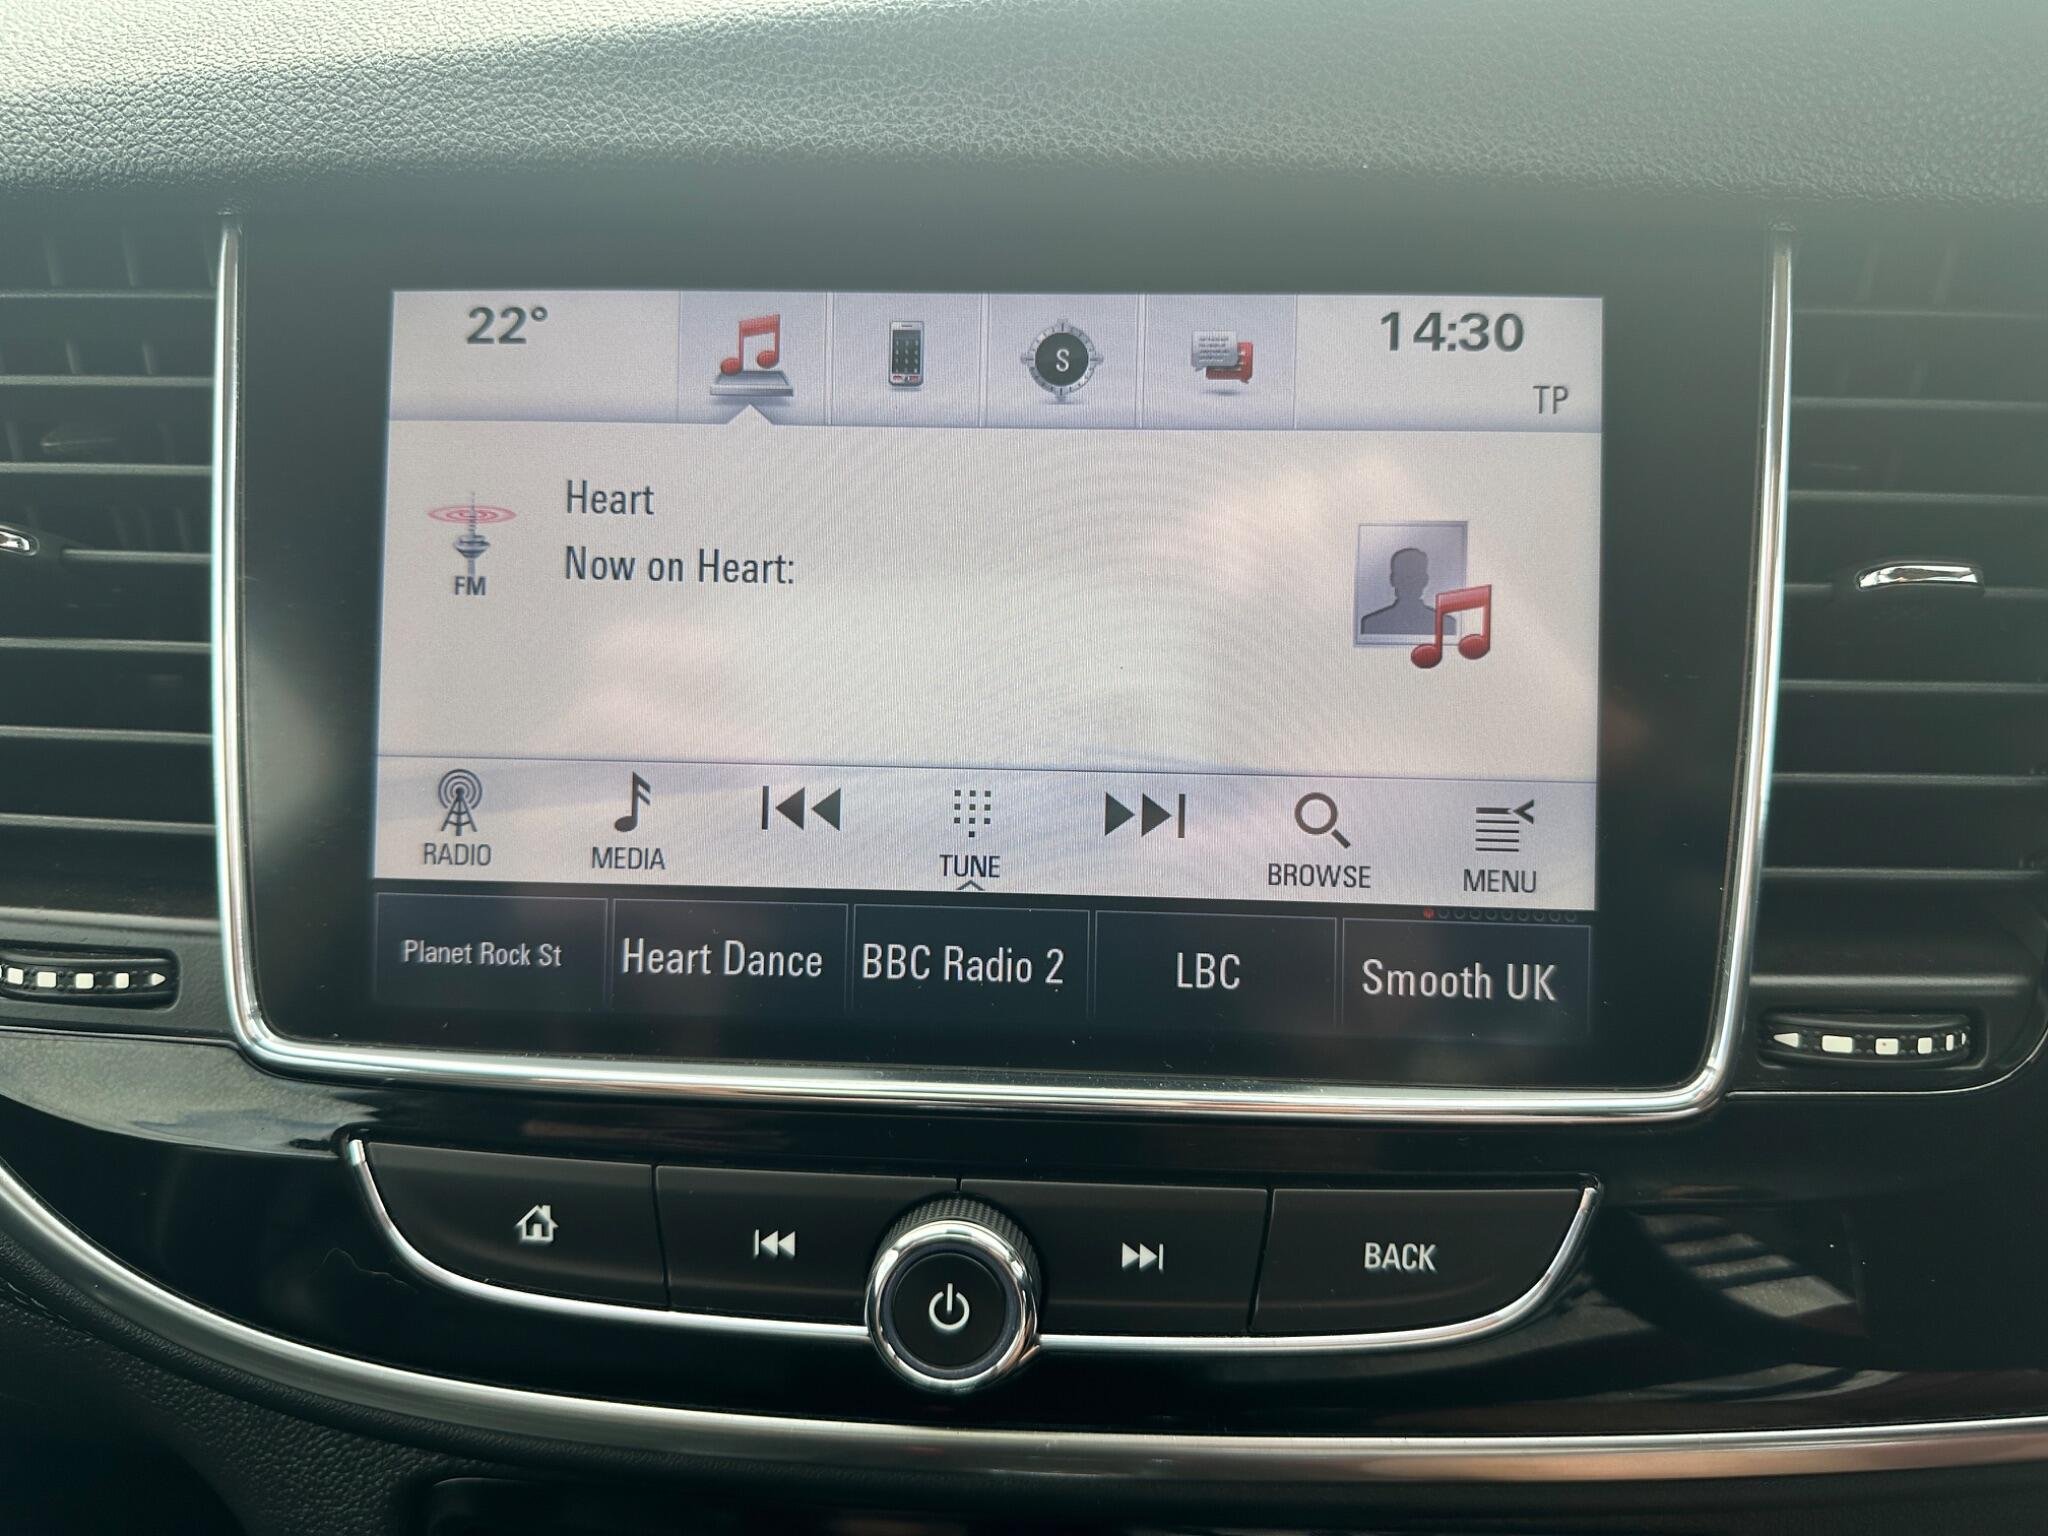 22°
S
14:30
TP
Heart
FM
Now on Heart:
RADIO
MEDIA
TUNE
BROWSE
MENU
Planet Rock St
Heart Dance
BBC Radio 2
LBC
Smooth UK
BACK